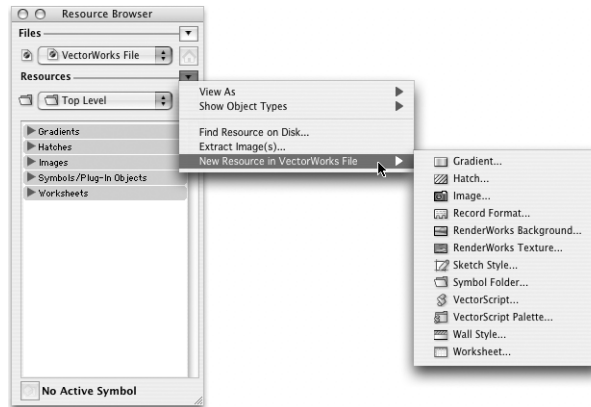 Resource Browser
Files
VectorWorks File
Resources
Top Level
Gradients
Hatches
Images
Symbols/Plug-In Objects
Worksheets
No Active Symbol
View As
Show Object Types
Find Resource on Disk...
Extract Image(s)...
New Resource in VectorWorks File
Gradient...
Hatch...
Image...
Record Format...
RenderWorks Background...
RenderWorks Texture...
Sketch Style...
Symbol Folder...
VectorScript...
VectorScript Palette...
Wall Style...
Worksheet...